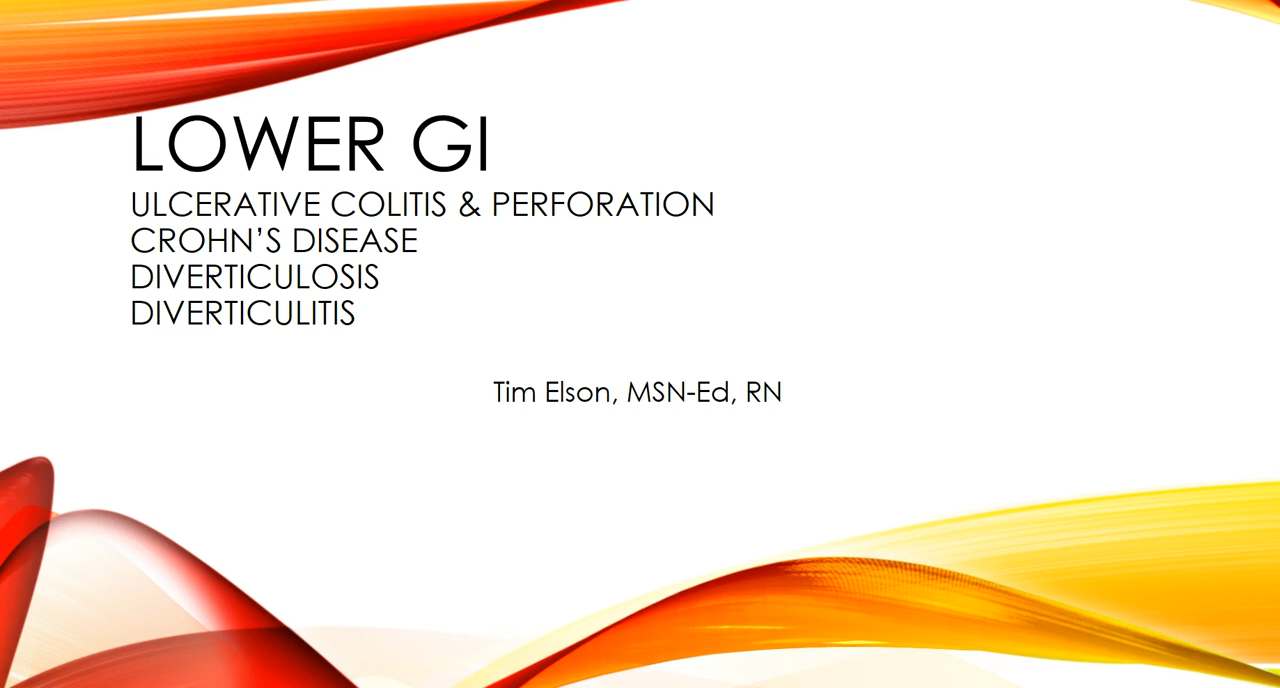 LOWER GI
ULCERATIVE COLITIS & PERFORATION
CROHN’S DISEASE
DIVERTICULOSIS
DIVERTICULITIS
Tim Elson, MSN-Ed, RN